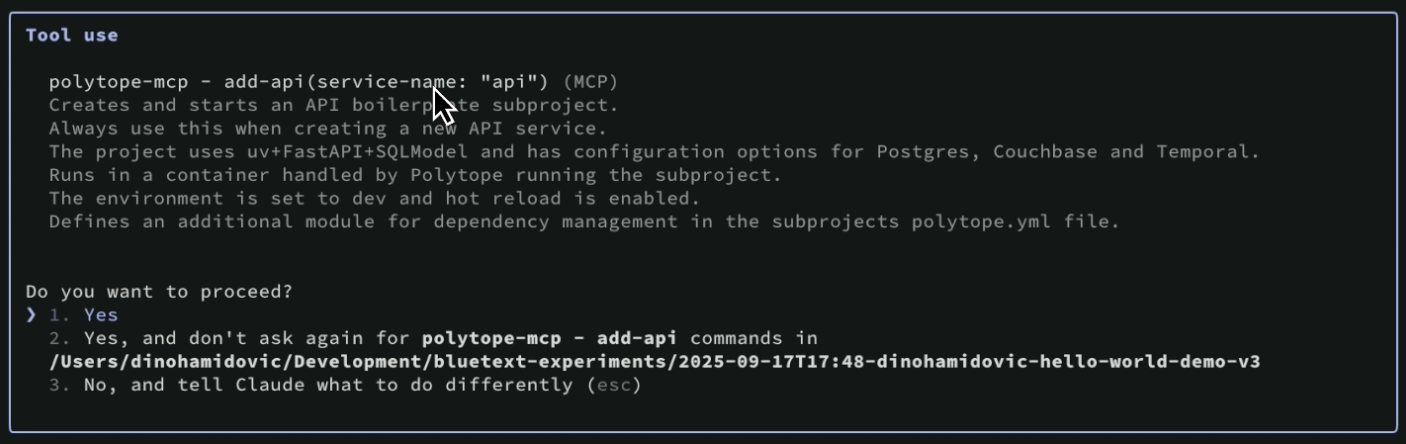 Tool use
polytope-mcp - add-api(service-name: "api") (MCP)
Creates and starts an API subproject.
Always use this when creating a new API service.
The project uses uv+FastAPI+SQLModel and has configuration options for Postgres, Couchbase and Temporal.
Runs in a container handled by Polytope running the subproject.
The environment is set to dev and hot reload is enabled.
Defines an additional module for dependency management in the subprojects polytope.yml file.
Do you want to proceed?
❯ 1. Yes
2. Yes, and don't ask again for polytope-mcp - add-api commands in
/Users/dinohamidovic/Development/bluetext-experiments/2025-09-17T17:48-dinohamidovic-hello-world-demo-v3
3. No, and tell Claude what to do differently (esc)